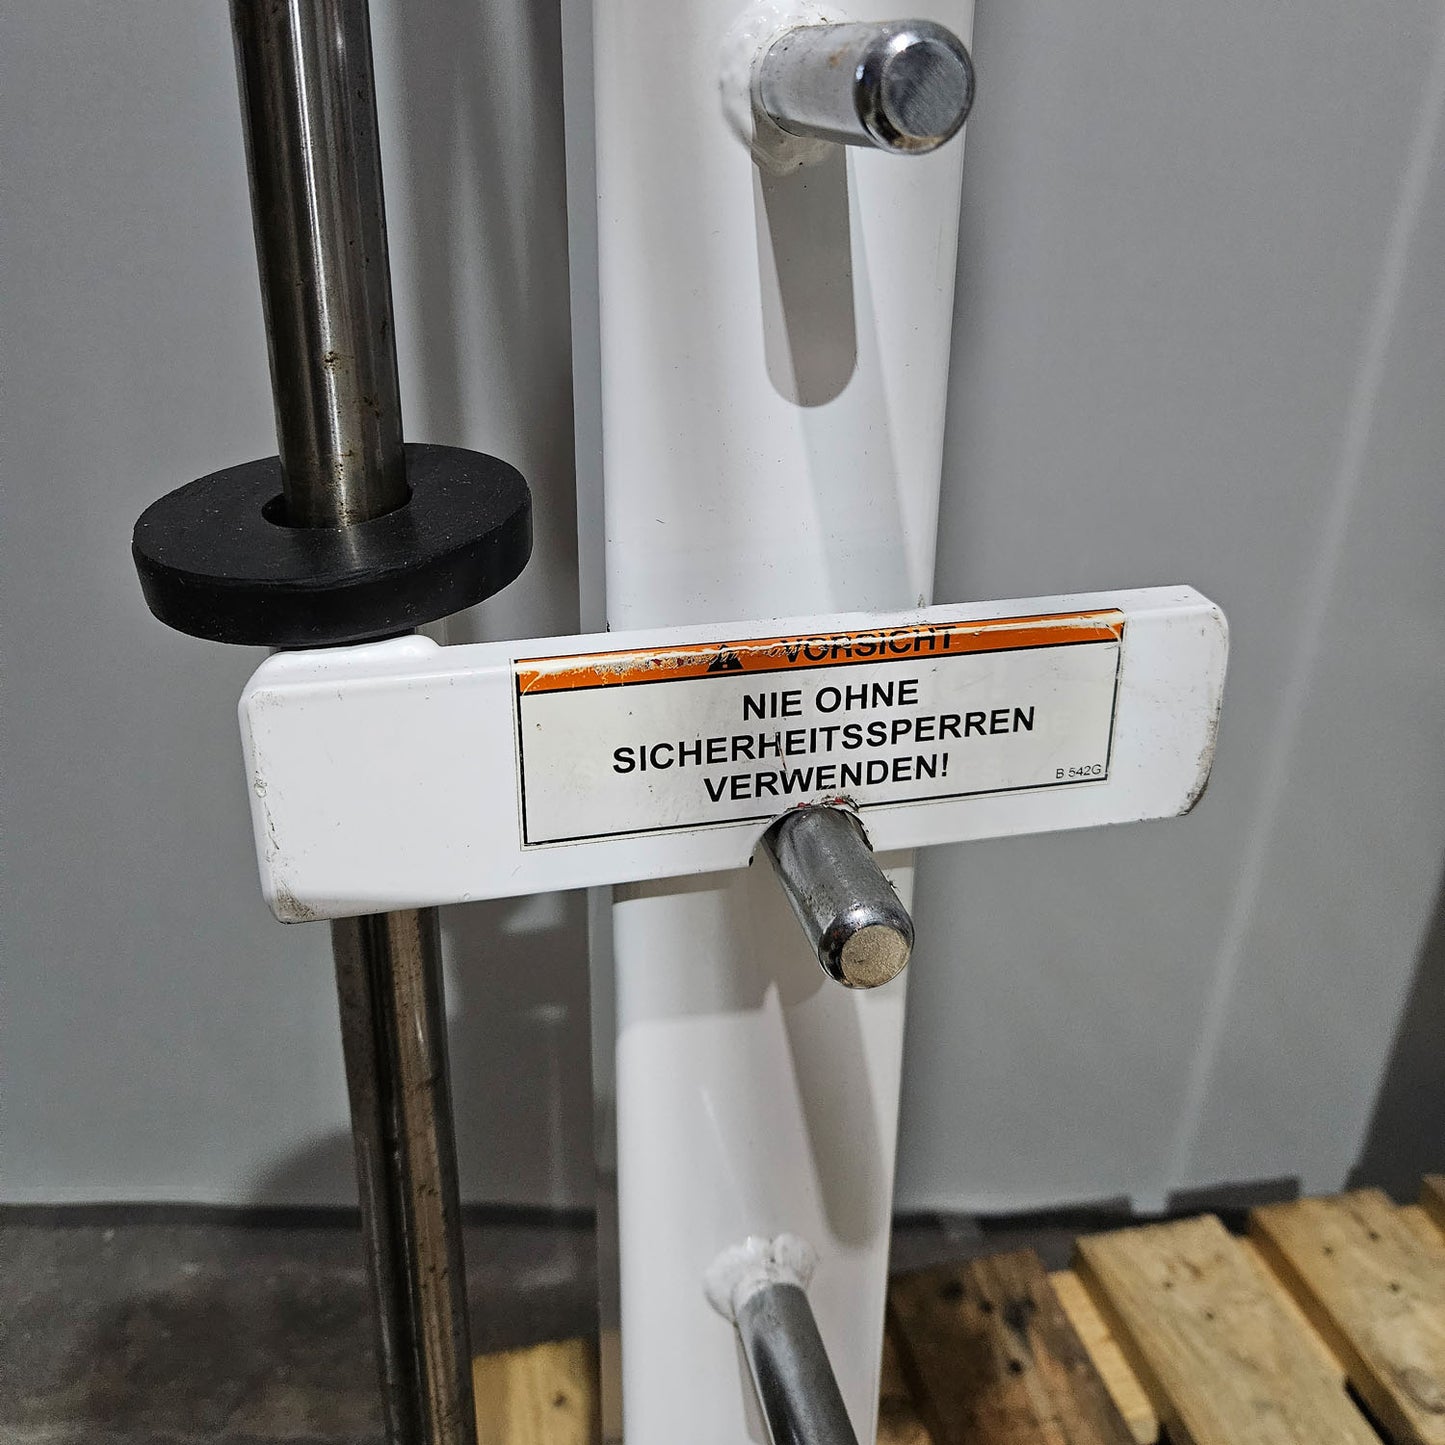 VORSICHT
NIE OHNE
SICHERHEITSSPERREN
VERWENDEN!
B 542G